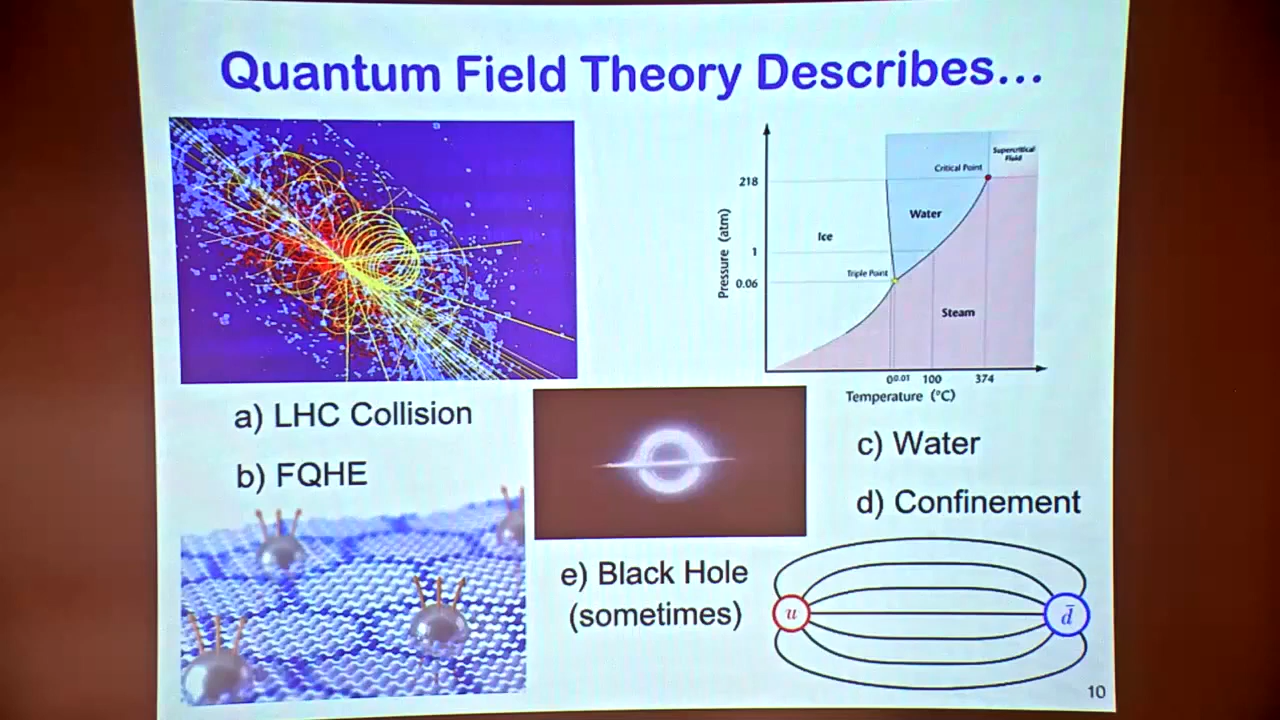 Quantum Field Theory Describes...
218
1
0.06
Pressure (atm)
Critical Point
Supercritical
Fluid
Water
Ice
Triple Point
Steam
0
0.01
100
374
Temperature (°C)
a) LHC Collision
b) FQHE
c) Water
d) Confinement
e) Black Hole
(sometimes)
u
d̄
10